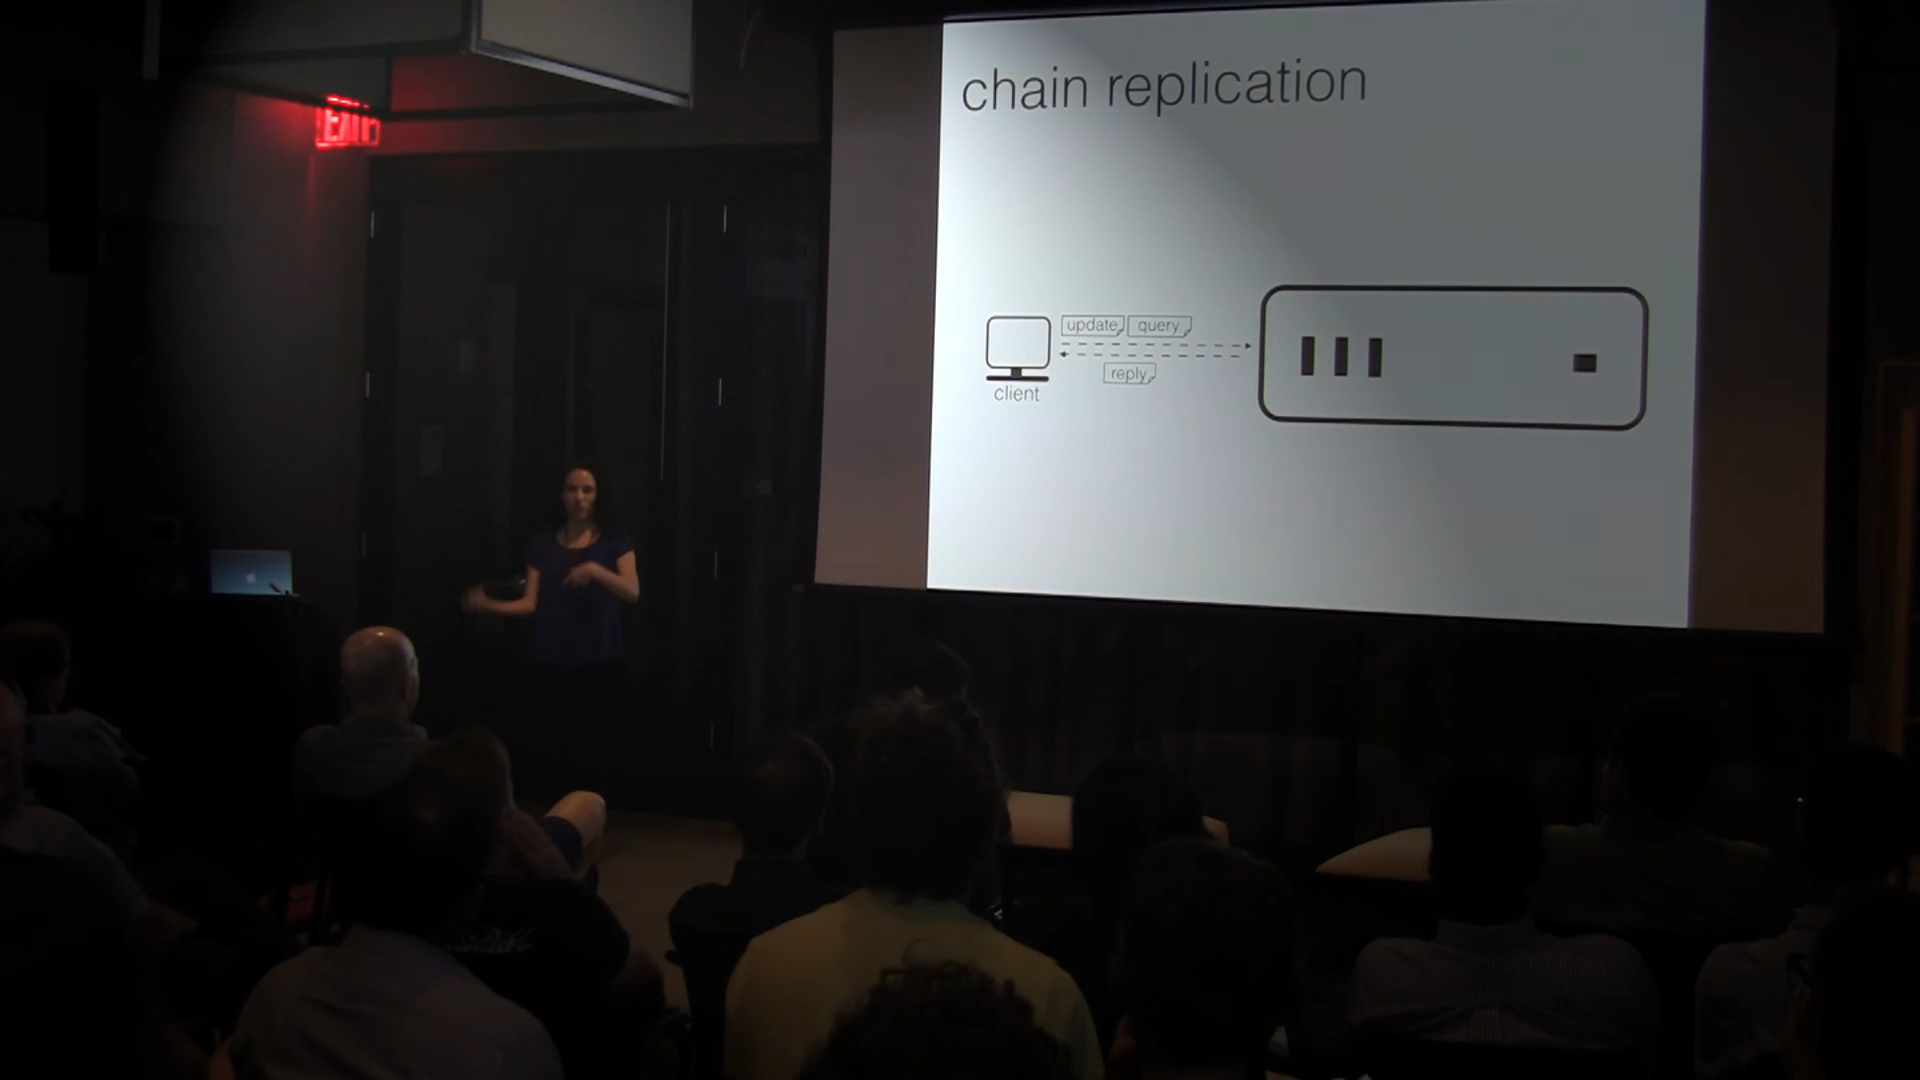 EXIT
chain replication
update query
reply
client